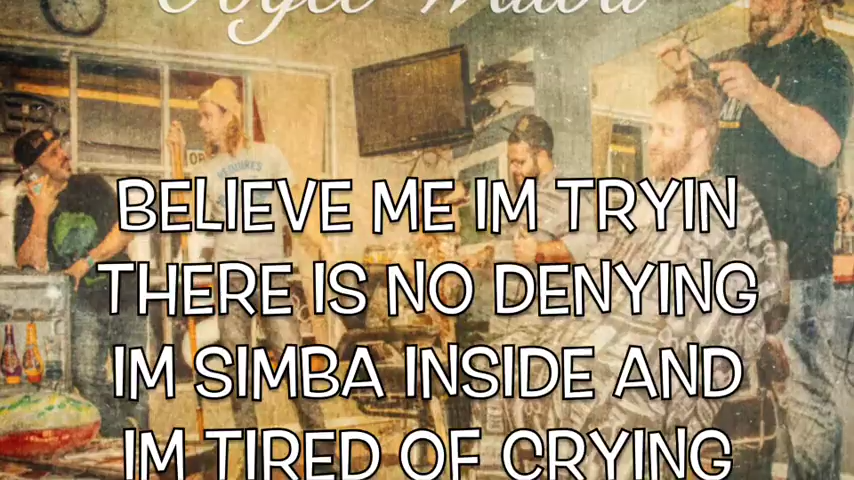 BELIEVE ME IM TRYIN
THERE IS NO DENYING
IM SIMBA INSIDE AND
IM TIRED OF CRYING